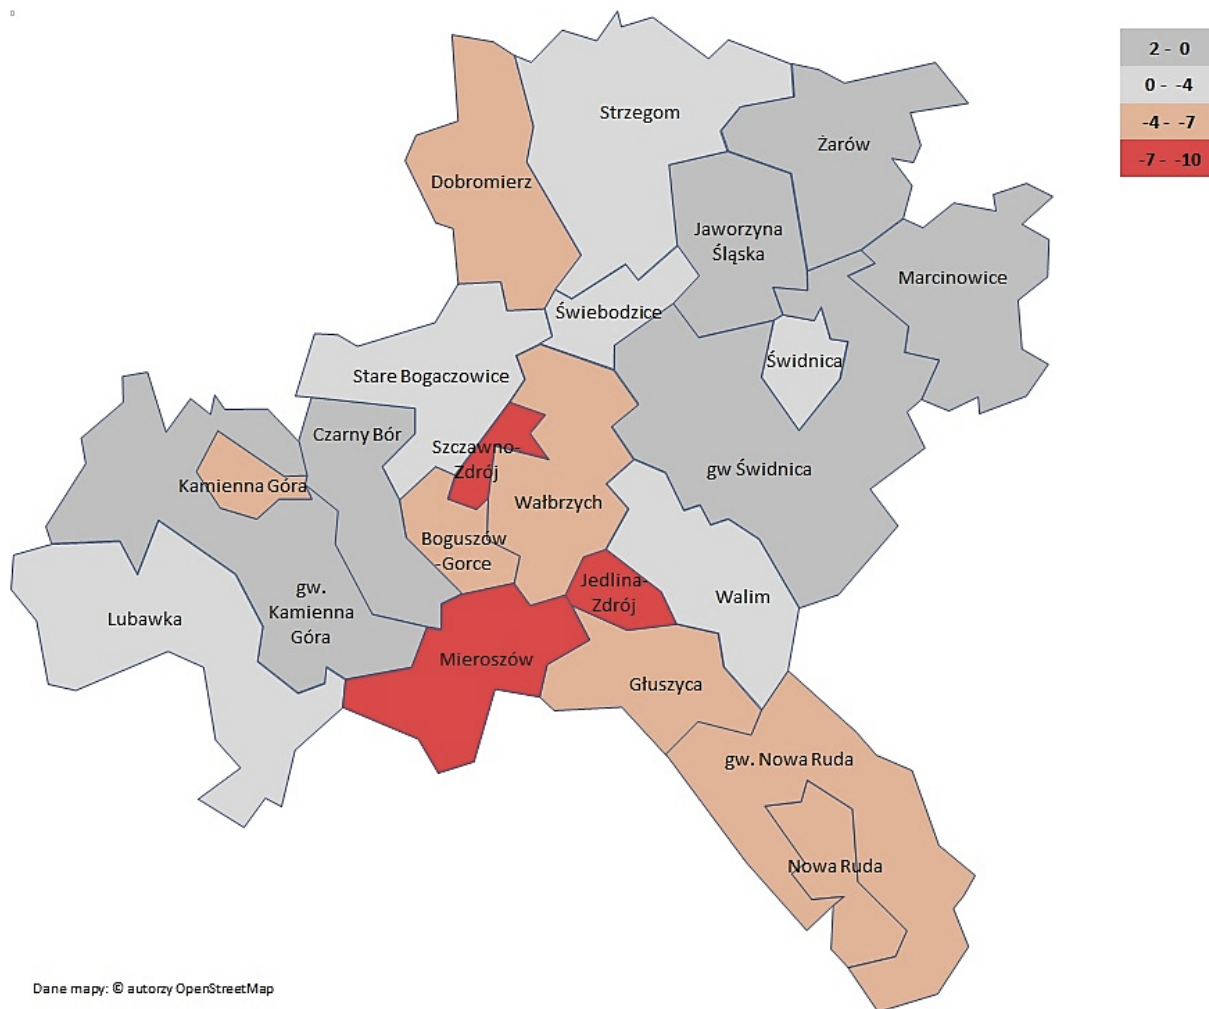 2 - 0
0 - -4
-4 - -7
-7 - -10
Strzegom
Żarów
Dobromierz
Jaworzyna
Śląska
Marcinowice
Świebodzice
Świdnica
Stare Bogaczowice
Czarny Bór
Szczawno-
Zdrój
gw Świdnica
Kamienna Góra
Wałbrzych
Boguszów
-Gorce
Jedlina-
Zdrój
Walim
gw.
Kamienna
Góra
Lubawka
Mieroszów
Głuszyca
gw. Nowa Ruda
Nowa Ruda
Dane mapy: © autorzy OpenStreetMap